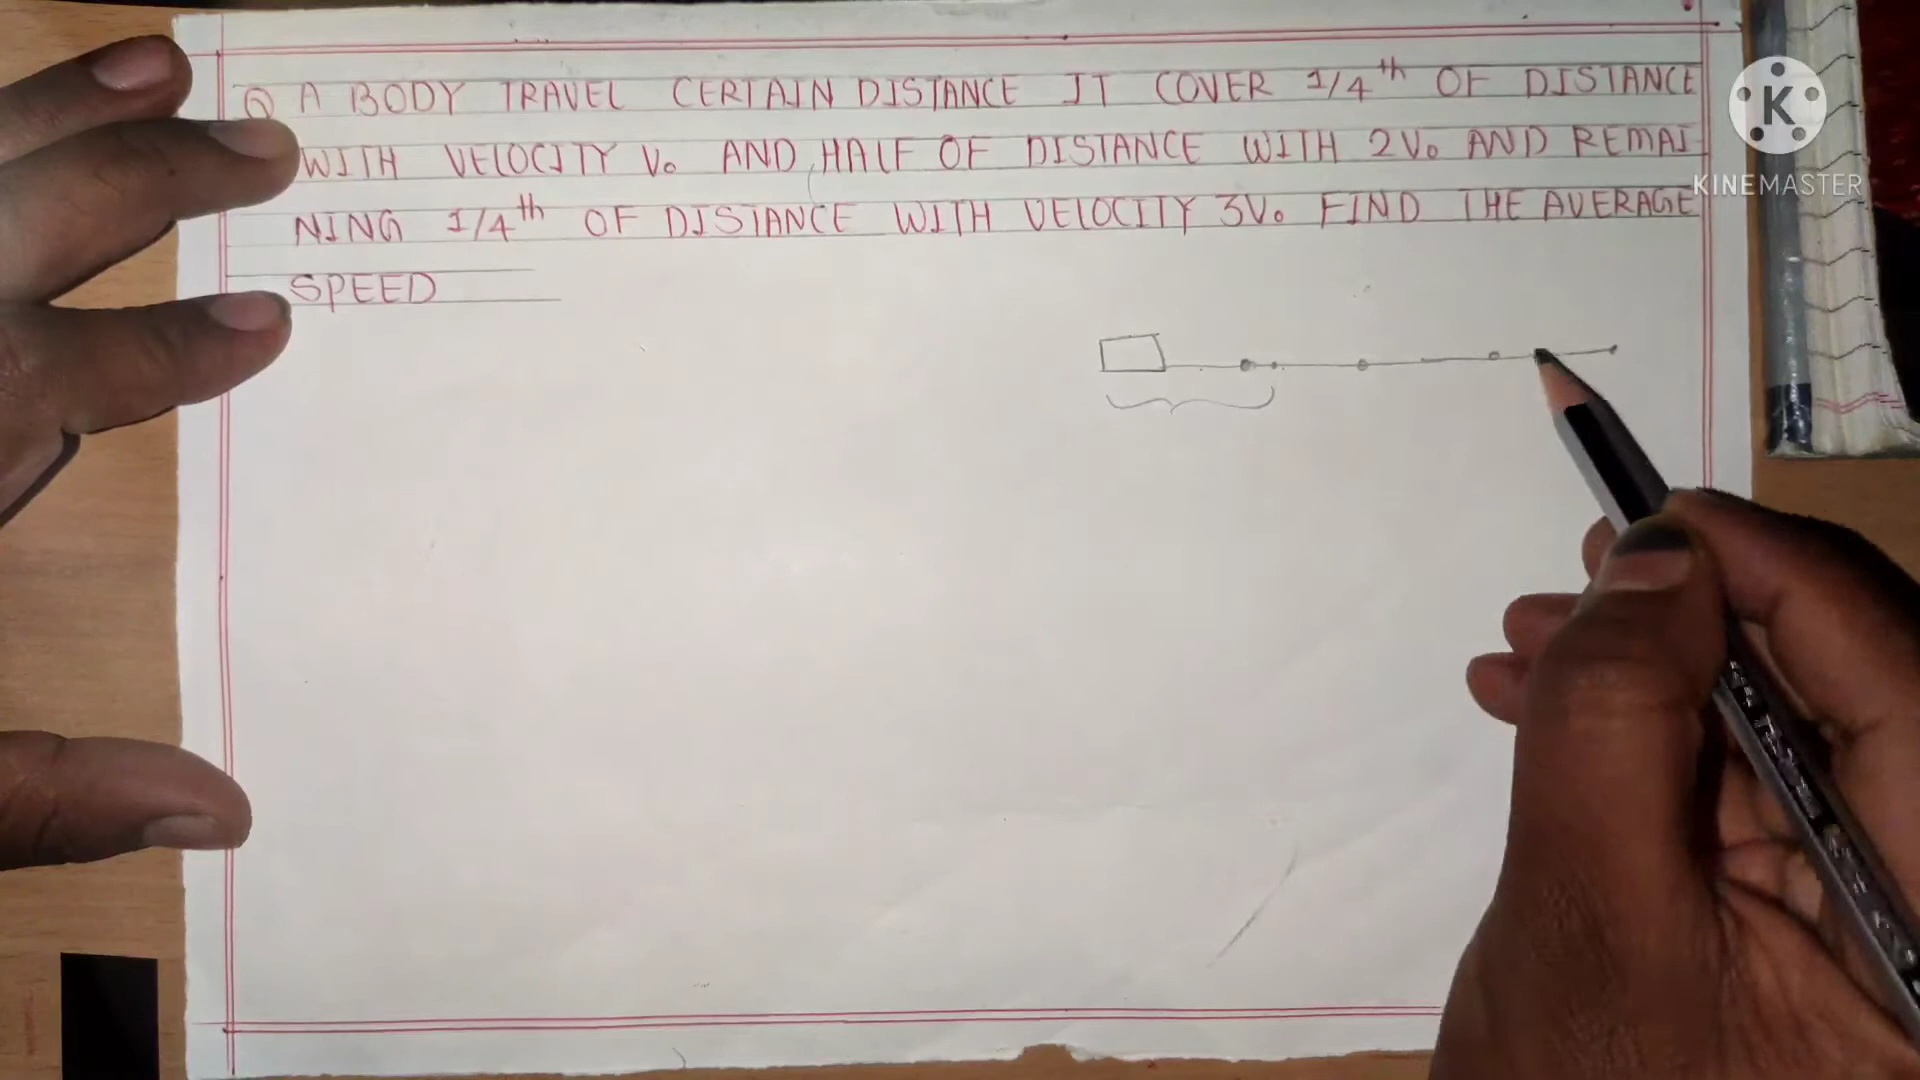 Q A BODY TRAVEL CERTAIN DISTANCE IT COVER 1/4th OF DISTANCE
WITH VELOCITY V₀ AND HALF OF DISTANCE WITH 2V₀ AND REMAI
NING 1/4th OF DISTANCE WITH VELOCITY 3V₀ FIND THE AVERAGE
SPEED
K
KINEMASTER